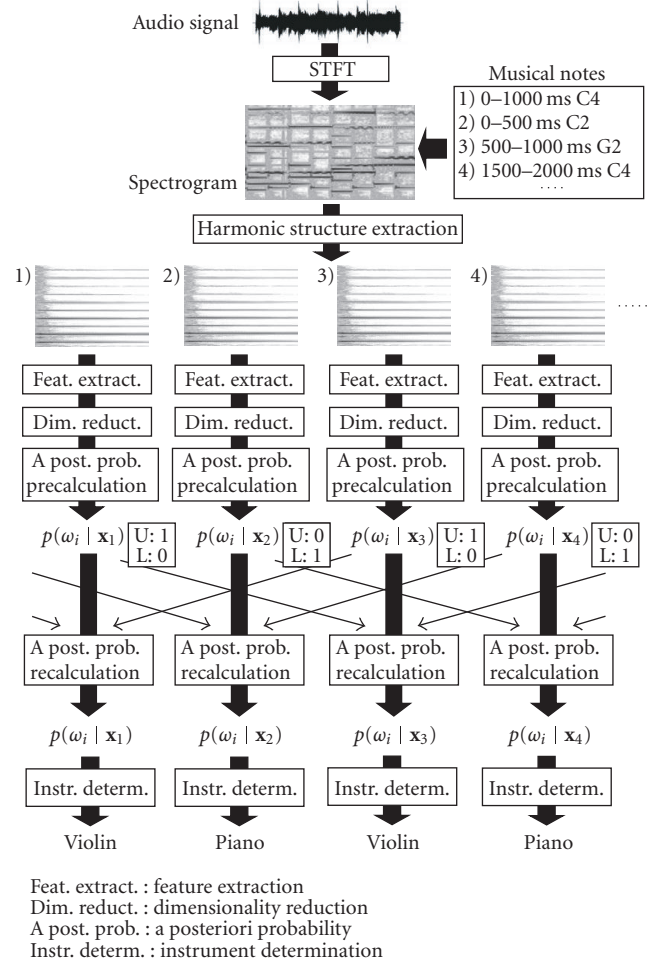 Audio signal
STFT
Musical notes
1) 0–1000 ms C4
2) 0–500 ms C2
3) 500–1000 ms G2
4) 1500–2000 ms C4
....
Spectrogram
Harmonic structure extraction
1)
2)
3)
4)
.....
Feat. extract.
Feat. extract.
Feat. extract.
Feat. extract.
Dim. reduct.
Dim. reduct.
Dim. reduct.
Dim. reduct.
A post. prob.
precalculation
A post. prob.
precalculation
A post. prob.
precalculation
A post. prob.
precalculation
p(ωᵢ | x₁)
U: 1
L: 0
p(ωᵢ | x₂)
U: 0
L: 1
p(ωᵢ | x₃)
U: 1
L: 0
p(ωᵢ | x₄)
U: 0
L: 1
A post. prob.
recalculation
A post. prob.
recalculation
A post. prob.
recalculation
A post. prob.
recalculation
p(ωᵢ | x₁)
p(ωᵢ | x₂)
p(ωᵢ | x₃)
p(ωᵢ | x₄)
Instr. determ.
Instr. determ.
Instr. determ.
Instr. determ.
Violin
Piano
Violin
Piano
Feat. extract. : feature extraction
Dim. reduct. : dimensionality reduction
A post. prob. : a posteriori probability
Instr. determ. : instrument determination